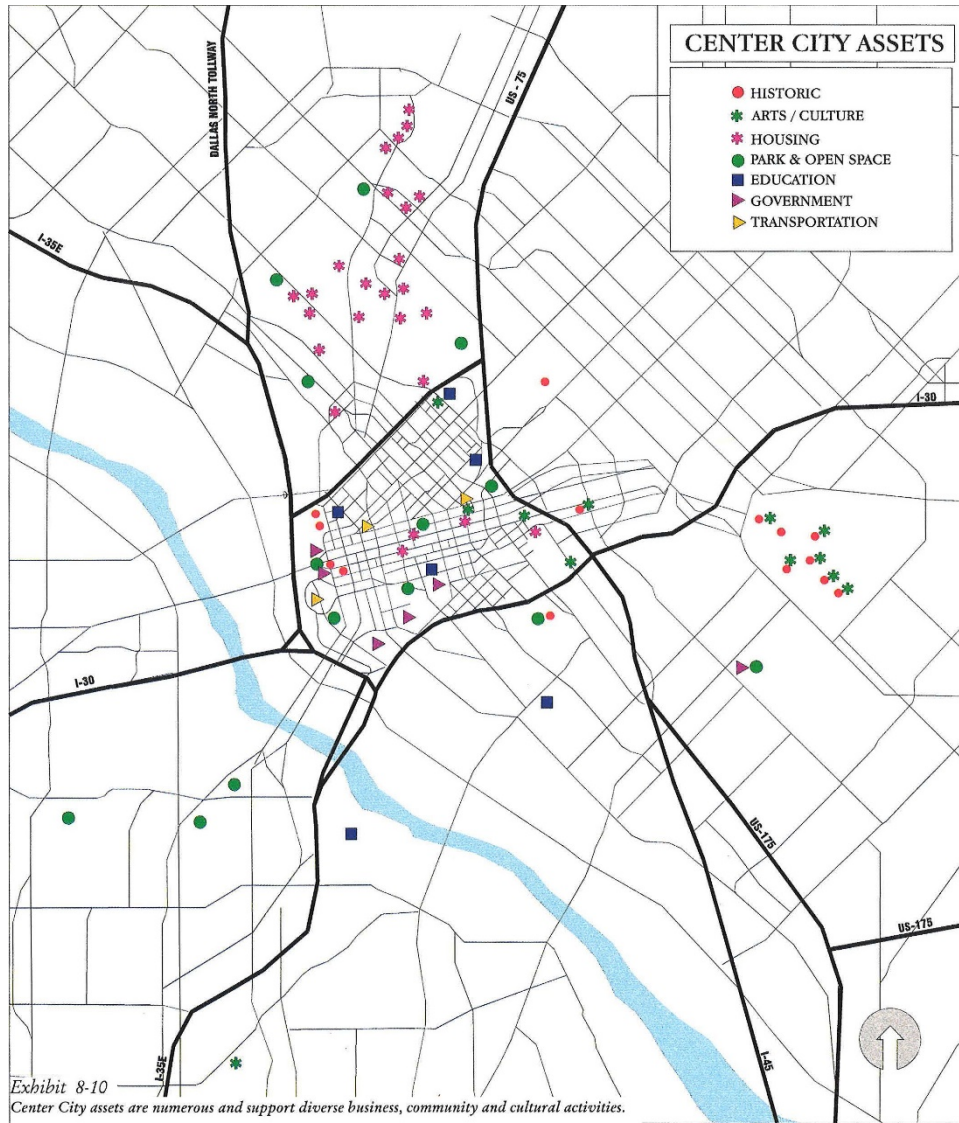 CENTER CITY ASSETS
HISTORIC
ARTS / CULTURE
HOUSING
PARK & OPEN SPACE
EDUCATION
GOVERNMENT
TRANSPORTATION
DALLAS NORTH TOLLWAY
US - 75
I-35E
I-30
I-30
US-175
US-175
I-45
I-35E
Exhibit 8-10
Center City assets are numerous and support diverse business, community and cultural activities.